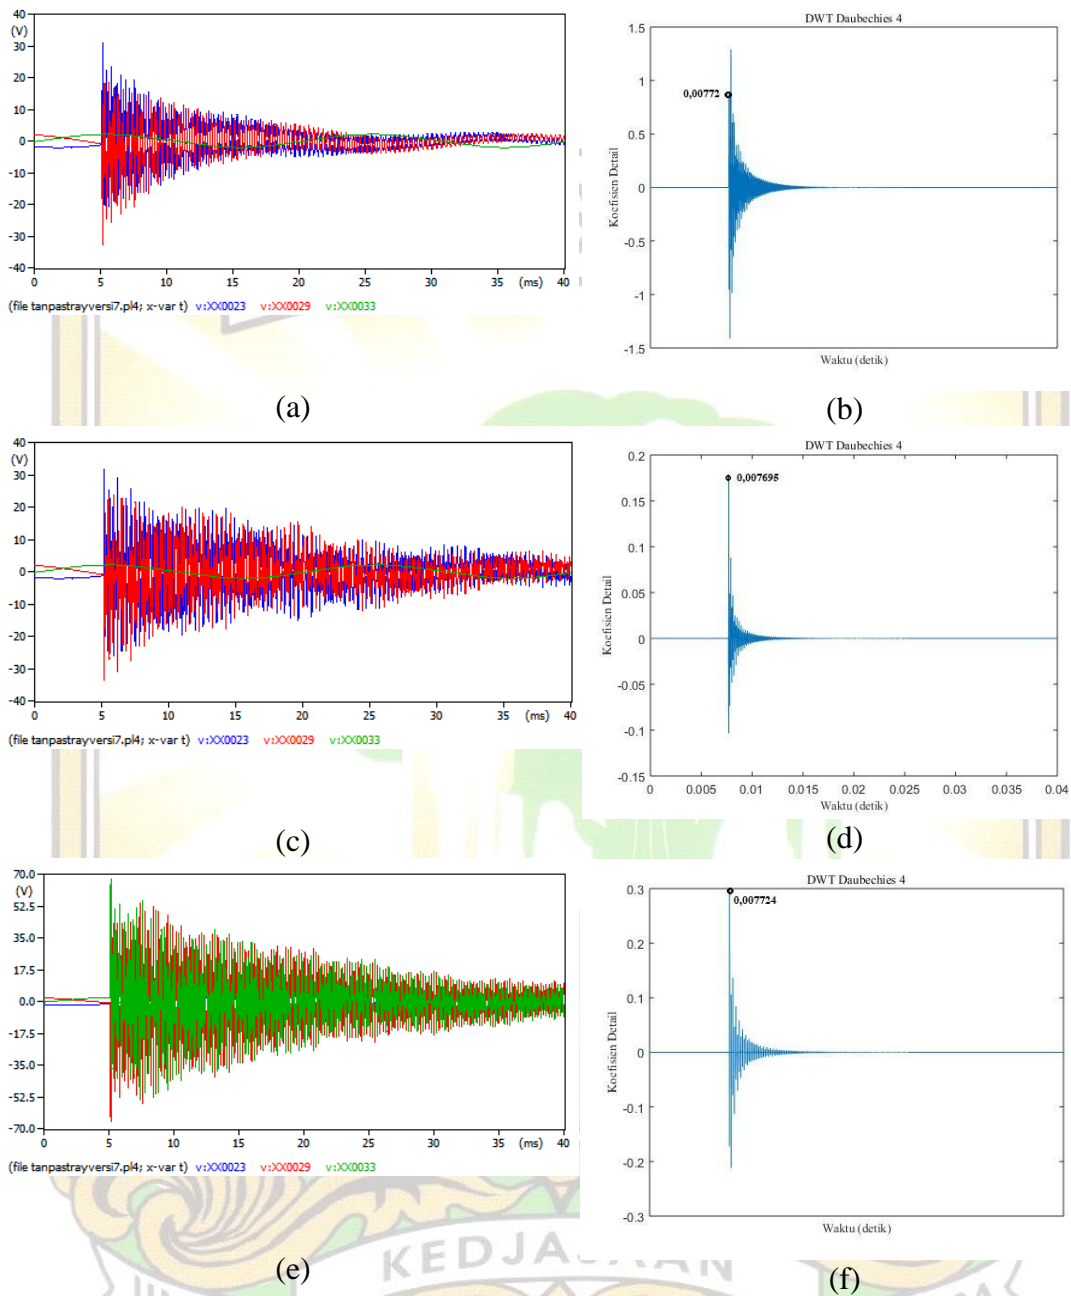 40
(V)
30
20
10
0
-10
-20
-30
-40
0 5 10 15 20 25 30 35 (ms) 40
(file tanpastrayversi7.pl4; x-var t) v:XX0023 v:XX0029 v:XX0033
(a)
DWT Daubechies 4
1.5
1
0.5
0
-0.5
-1
-1.5
0,00772
Koefisien Detail
Waktu (detik)
(b)
40
(V)
30
20
10
0
-10
-20
-30
-40
0 5 10 15 20 25 30 35 (ms) 40
(file tanpastrayversi7.pl4; x-var t) v:XX0023 v:XX0029 v:XX0033
(c)
DWT Daubechies 4
0.2
0.15
0.1
0.05
0
-0.05
-0.1
-0.15
0,007695
Koefisien Detail
0 0.005 0.01 0.015 0.02 0.025 0.03 0.035 0.04
Waktu (detik)
(d)
70.0
(V)
52.5
35.0
17.5
0.0
-17.5
-35.0
-52.5
-70.0
0 5 10 15 20 25 30 35 (ms) 40
(file tanpastrayversi7.pl4; x-var t) v:XX0023 v:XX0029 v:XX0033
(e)
DWT Daubechies 4
0.3
0.2
0.1
0
-0.1
-0.2
-0.3
0,007724
Koefisien Detail
Waktu (detik)
(f)
KEDJAJAAN